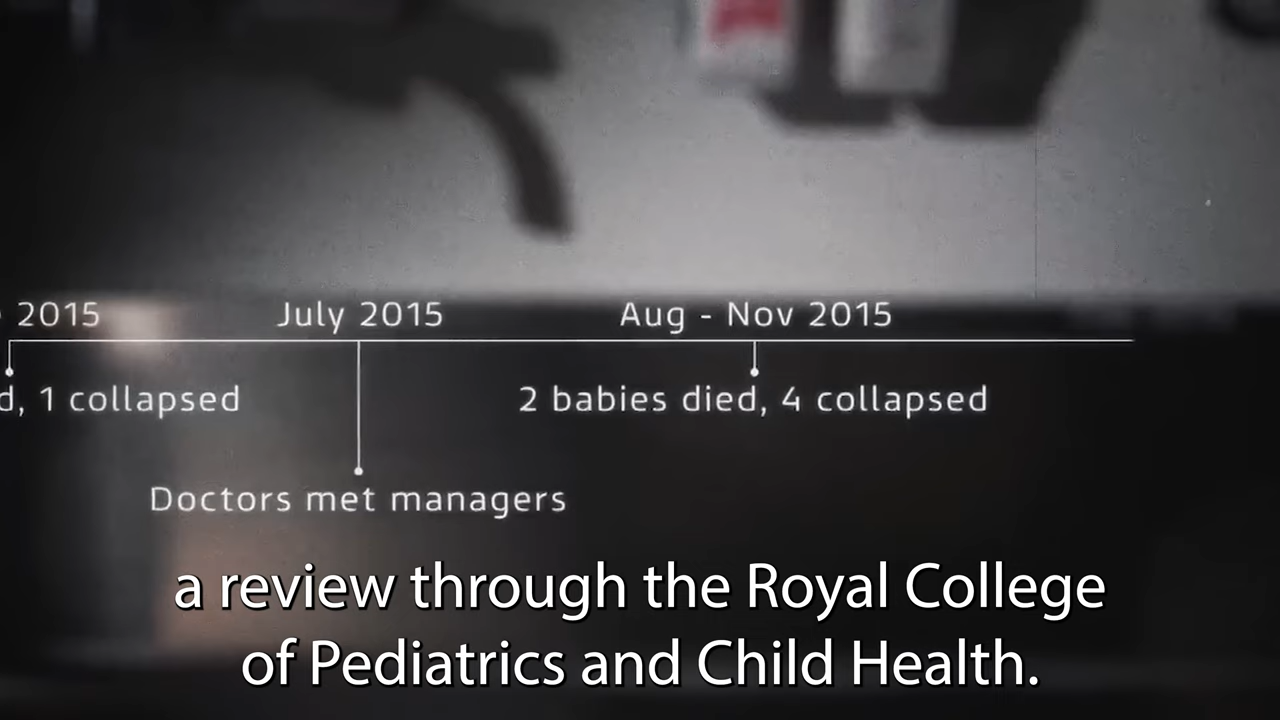 2015
July 2015
Aug - Nov 2015
d, 1 collapsed
2 babies died, 4 collapsed
Doctors met managers
a review through the Royal College
of Pediatrics and Child Health.